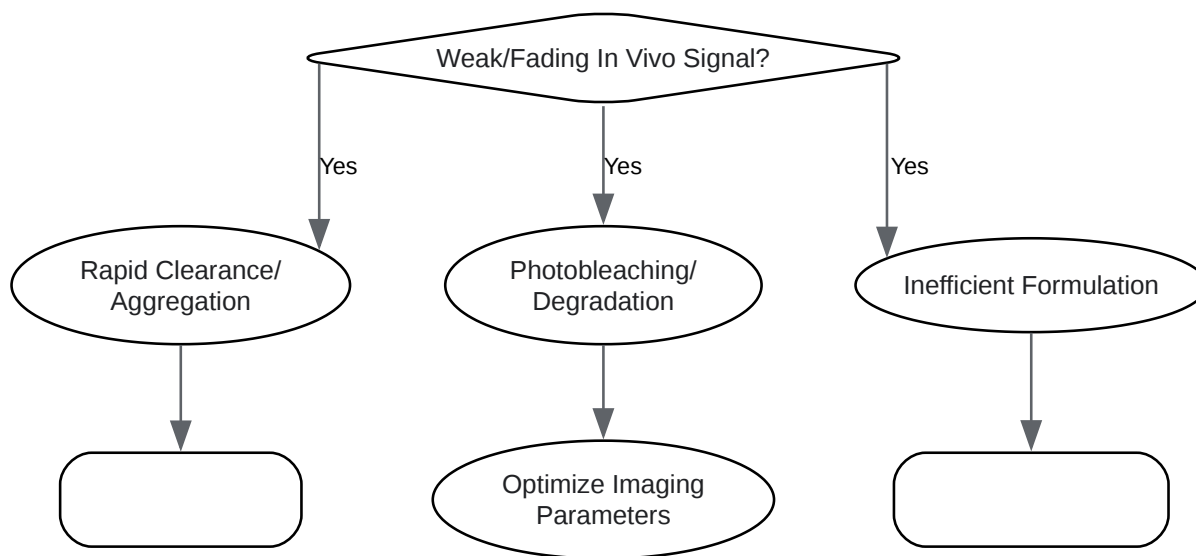 Weak/Fading In Vivo Signal?
Yes
Yes
Yes
Rapid Clearance/
Aggregation
Photobleaching/
Degradation
Inefficient Formulation
Optimize Imaging
Parameters